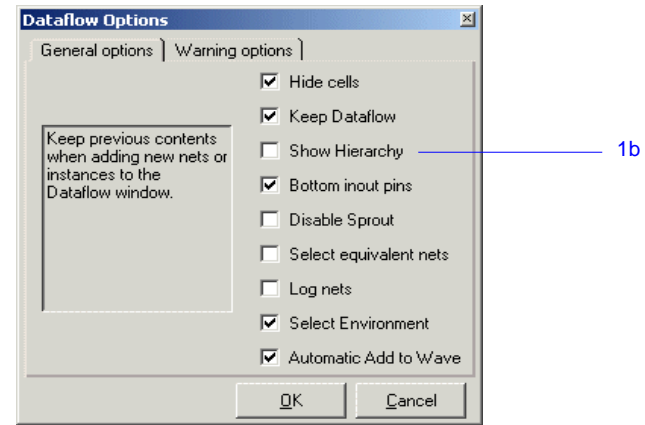 Dataflow Options
General options
Warning options
Hide cells
Keep Dataflow
Keep previous contents
when adding new nets or
instances to the
Dataflow window.
Show Hierarchy
1b
Bottom inout pins
Disable Sprout
Select equivalent nets
Log nets
Select Environment
Automatic Add to Wave
OK
Cancel